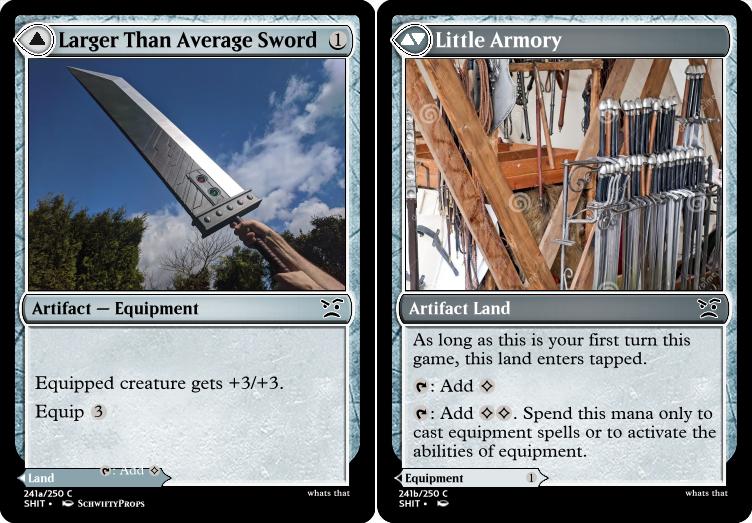 Larger Than Average Sword 1
Artifact — Equipment
Equipped creature gets +3/+3.
Equip 3
: Add
Land
241a/250 C
SHIT • SchwiftyProps
whats that
Little Armory
Artifact Land
As long as this is your first turn this
game, this land enters tapped.
: Add
: Add . Spend this mana only to
cast equipment spells or to activate the
abilities of equipment.
Equipment 1
241b/250 C
SHIT •
whats that